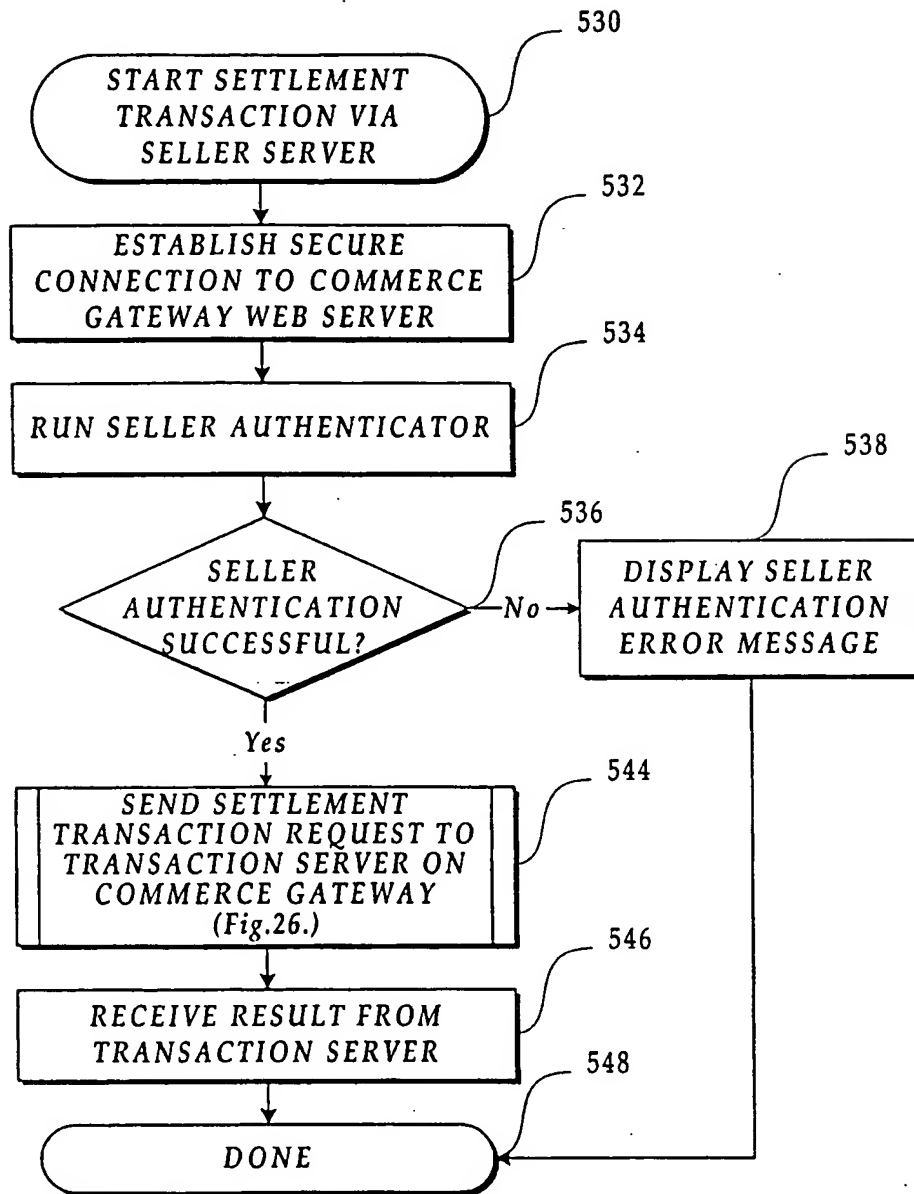 530
START SETTLEMENT
TRANSACTION VIA
SELLER SERVER
532
ESTABLISH SECURE
CONNECTION TO COMMERCE
GATEWAY WEB SERVER
534
RUN SELLER AUTHENTICATOR
536
SELLER
AUTHENTICATION
SUCCESSFUL?
No
538
DISPLAY SELLER
AUTHENTICATION
ERROR MESSAGE
Yes
544
SEND SETTLEMENT
TRANSACTION REQUEST TO
TRANSACTION SERVER ON
COMMERCE GATEWAY
(Fig.26.)
546
RECEIVE RESULT FROM
TRANSACTION SERVER
548
DONE